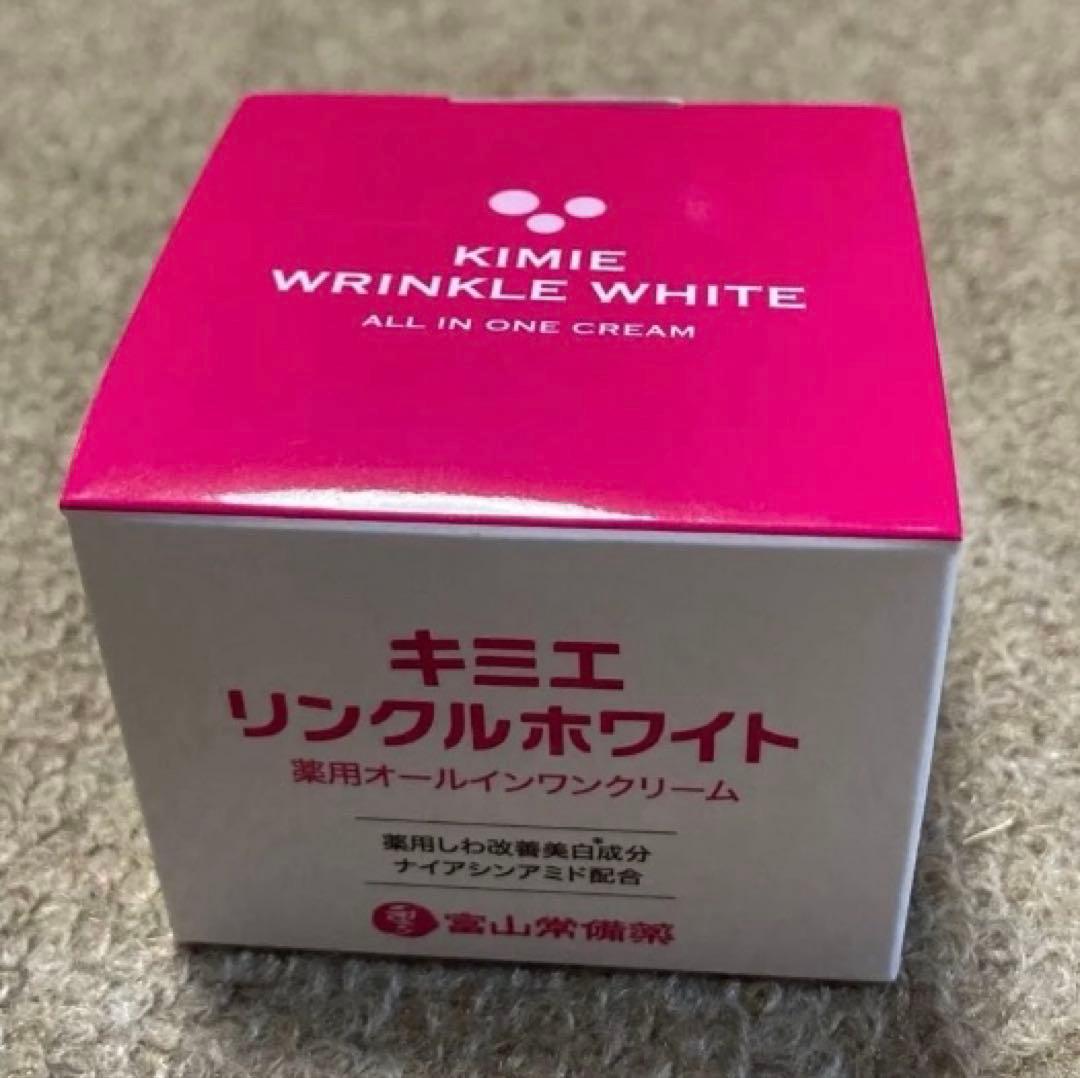 KIMIE
WRINKLE WHITE
ALL IN ONE CREAM
キミエ
リンクルホワイト
薬用オールインワンクリーム
薬用しわ改善美白*成分
ナイアシンアミド配合
富山常備薬